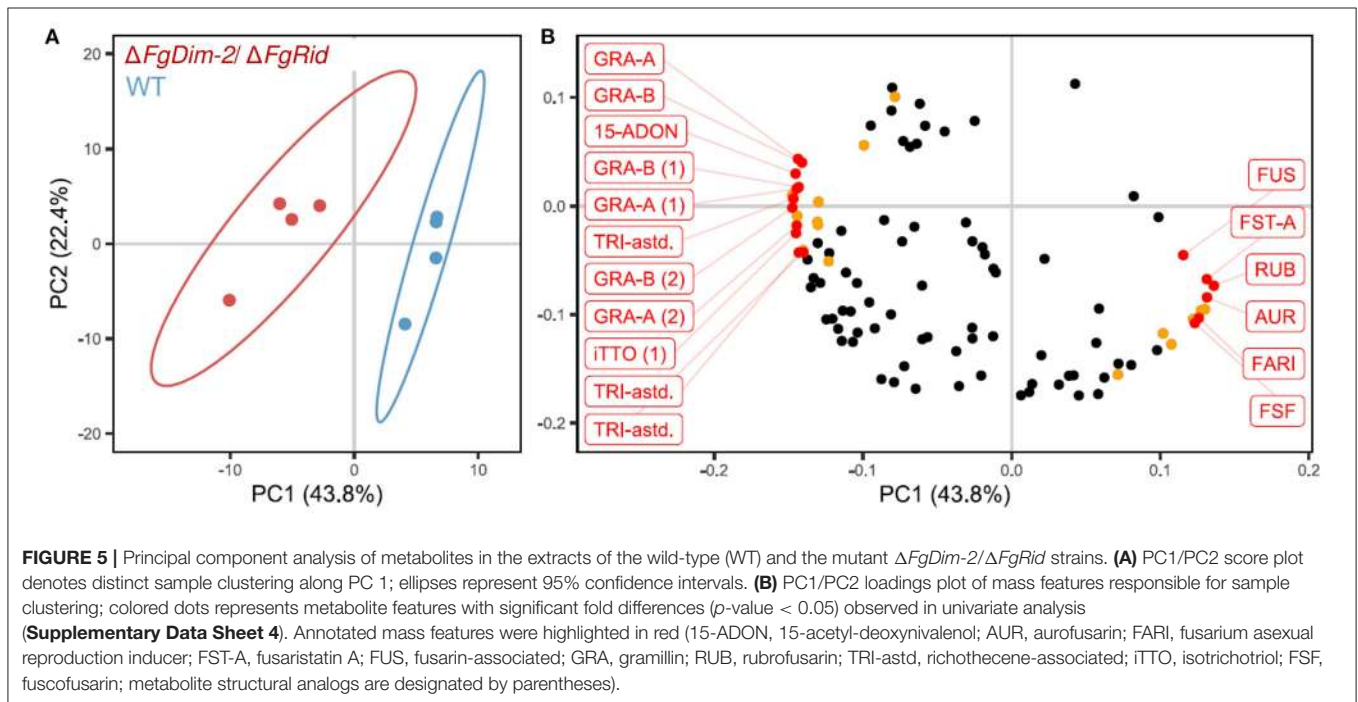 A
ΔFgDim-2/ ΔFgRid
WT
20
10
0
-10
-20
PC2 (22.4%)
-10
0
10
PC1 (43.8%)
B
GRA-A
GRA-B
15-ADON
GRA-B (1)
GRA-A (1)
TRI-astd.
GRA-B (2)
GRA-A (2)
iTTO (1)
TRI-astd.
TRI-astd.
0.1
0.0
-0.1
-0.2
FUS
FST-A
RUB
AUR
FARI
FSF
-0.2
-0.1
0.0
0.1
0.2
PC1 (43.8%)
FIGURE 5 | Principal component analysis of metabolites in the extracts of the wild-type (WT) and the mutant ΔFgDim-2/ΔFgRid strains. (A) PC1/PC2 score plot
denotes distinct sample clustering along PC 1; ellipses represent 95% confidence intervals. (B) PC1/PC2 loadings plot of mass features responsible for sample
clustering; colored dots represents metabolite features with significant fold differences (p-value < 0.05) observed in univariate analysis
(Supplementary Data Sheet 4). Annotated mass features were highlighted in red (15-ADON, 15-acetyl-deoxynivalenol; AUR, aurofusarin; FARI, fusarium asexual
reproduction inducer; FST-A, fusaristatin A; FUS, fusarin-associated; GRA, gramillin; RUB, rubrofusarin; TRI-astd, richothecene-associated; iTTO, isotrichotriol; FSF,
fuscofusarin; metabolite structural analogs are designated by parentheses).